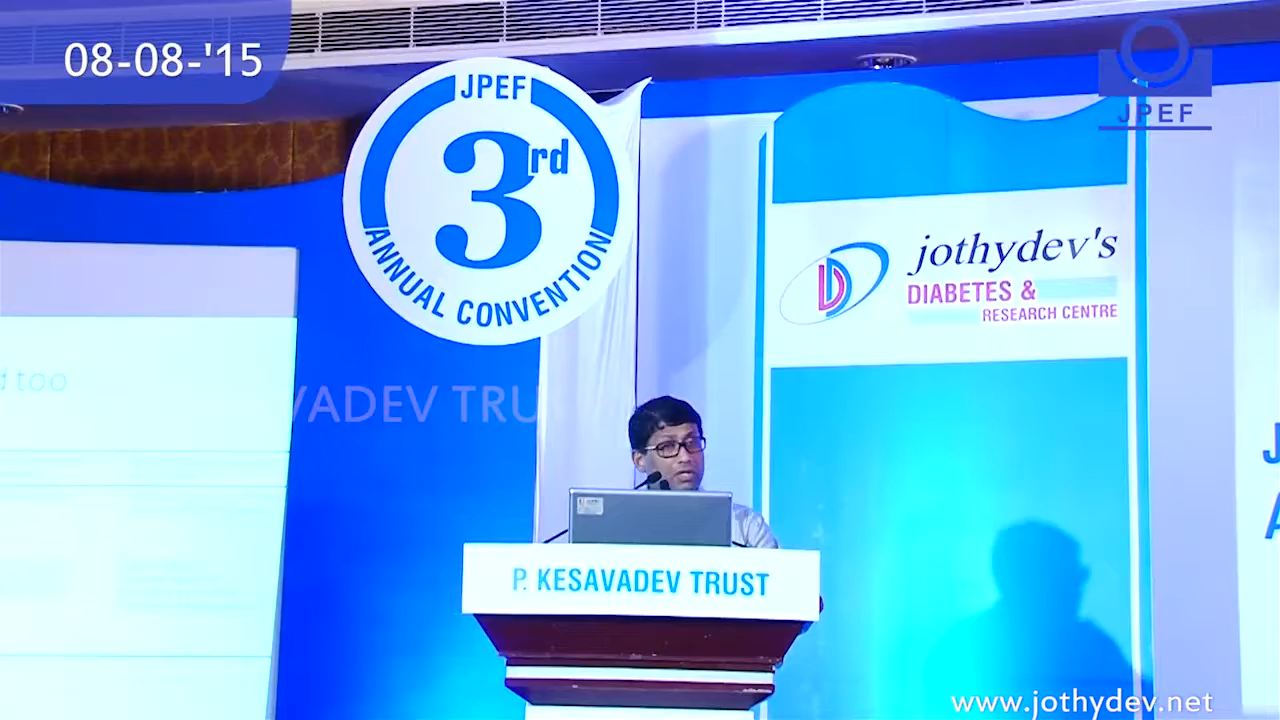 08-08-'15
JPEF
3rd
ANNUAL CONVENTION
JPEF
jothydev's
DIABETES &
RESEARCH CENTRE
too
VADEV TRU
P. KESAVADEV TRUST
www.jothydev.net